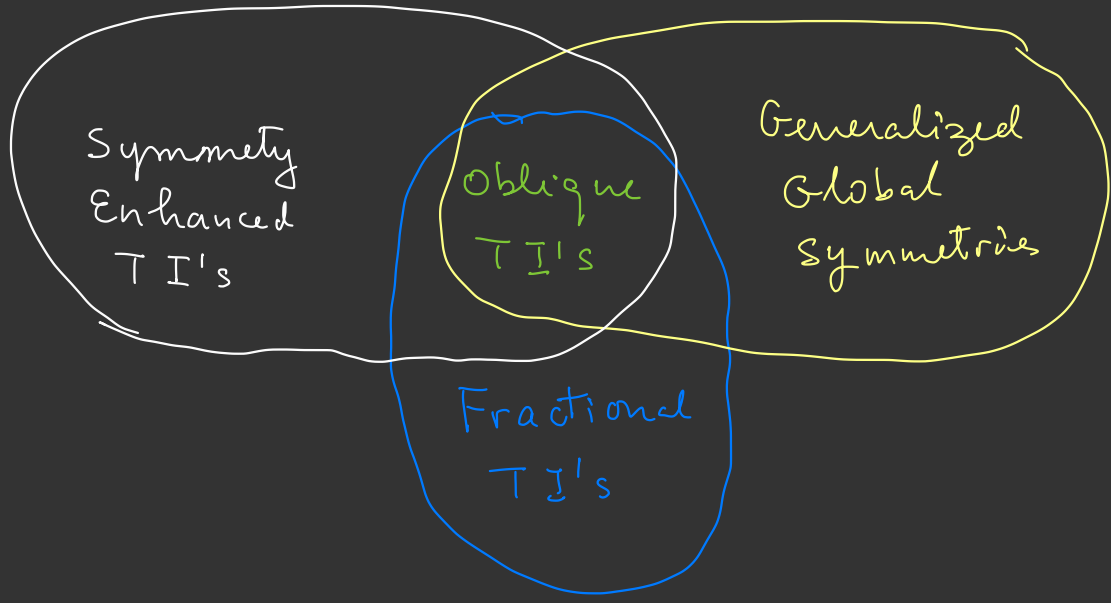 Symmety
Enhanced
TI's
Oblique
TI's
Generalized
Global
Symmetries
Fractional
TI's